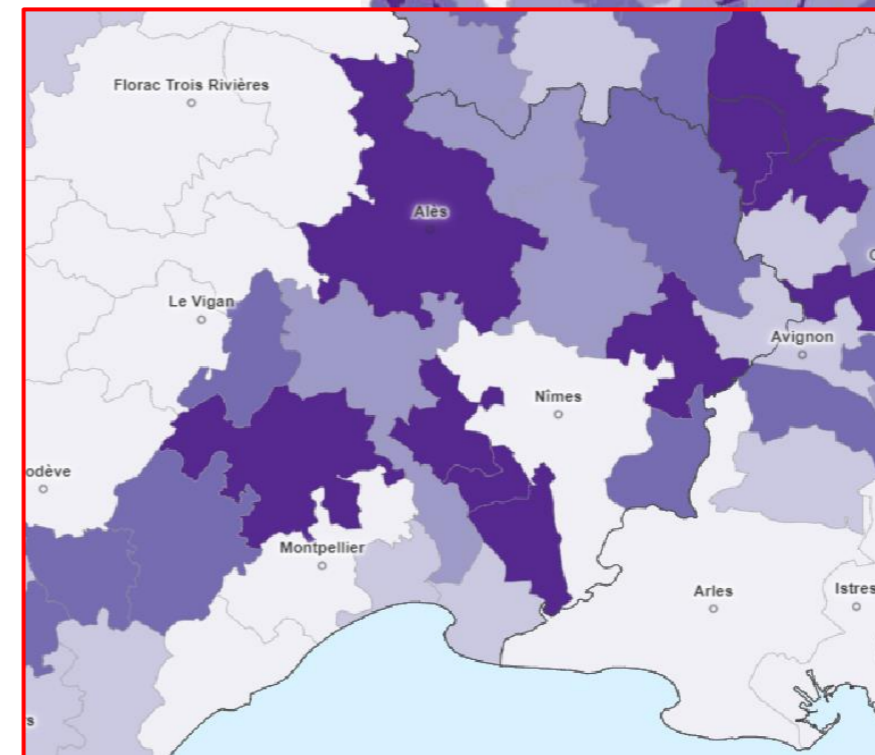 Florac Trois Rivières
Alès
Le Vigan
Avignon
Nîmes
odève
Montpellier
Arles
Istres
s